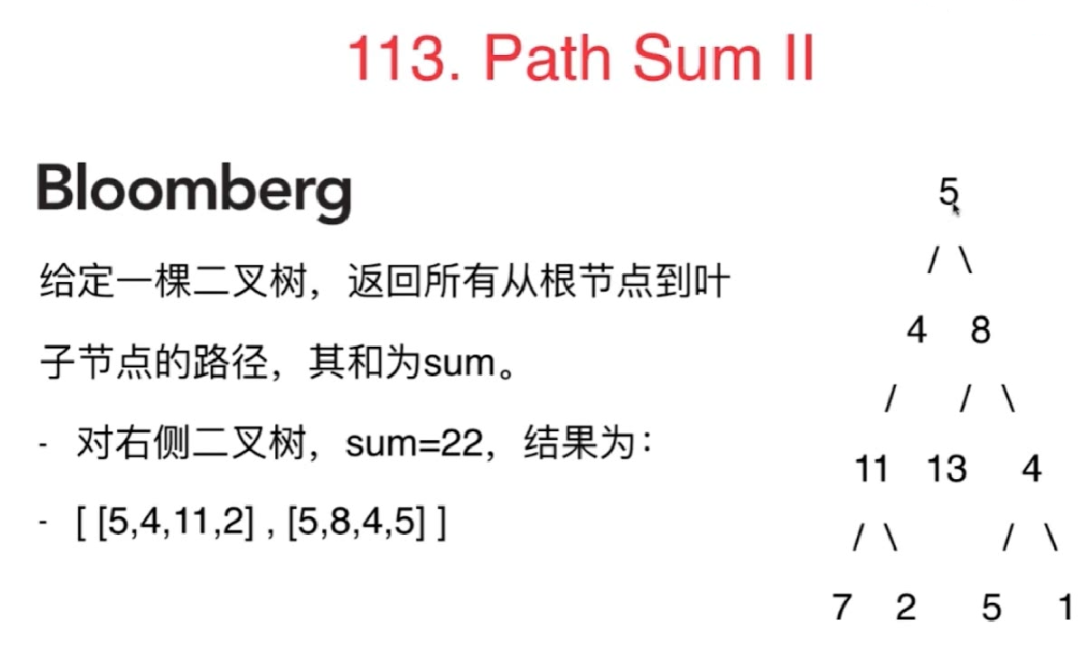 113. Path Sum II
Bloomberg
给定一棵二叉树，返回所有从根节点到叶
子节点的路径，其和为sum。
- 对右侧二叉树，sum=22，结果为：
- [ [5,4,11,2] , [5,8,4,5] ]
5
/ \
4 8
/ / \
11 13 4
/ \ / \
7 2 5 1